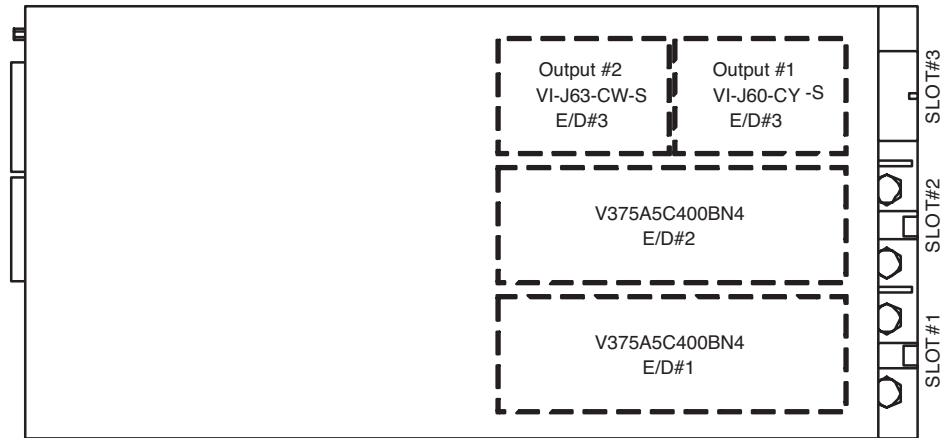 Output #2
VI-J63-CW-S
E/D#3
Output #1
VI-J60-CY -S
E/D#3
SLOT#3
V375A5C400BN4
E/D#2
SLOT#2
V375A5C400BN4
E/D#1
SLOT#1